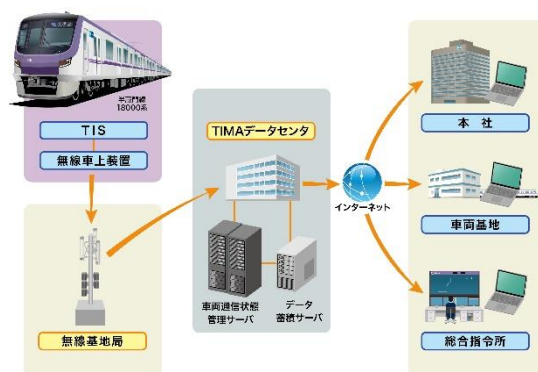 半蔵門線
18000系
TIS
無線車上装置
無線基地局
TIMAデータセンタ
車両通信状態
管理サーバ
データ
蓄積サーバ
インターネット
本社
車両基地
総合指令所